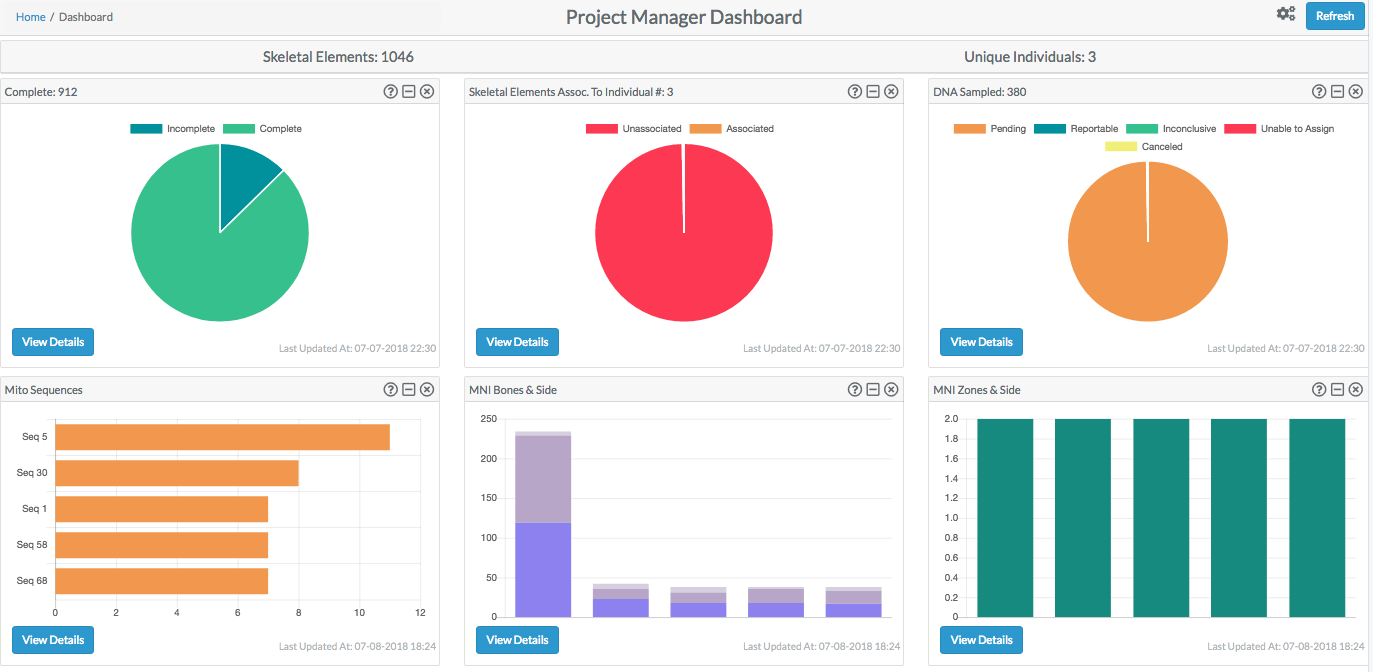 Home / Dashboard
Project Manager Dashboard
Refresh
Skeletal Elements: 1046
Unique Individuals: 3
Complete: 912
Incomplete Complete
View Details
Last Updated At: 07-07-2018 22:30
Skeletal Elements Assoc. To Individual #: 3
Unassociated Associated
View Details
Last Updated At: 07-07-2018 22:30
DNA Sampled: 380
Pending Reportable Inconclusive Unable to Assign
Canceled
View Details
Last Updated At: 07-07-2018 22:30
Mito Sequences
Seq 5
Seq 30
Seq 1
Seq 58
Seq 68
0 2 4 6 8 10 12
View Details
Last Updated At: 07-08-2018 18:24
MNI Bones & Side
250
200
150
100
50
0
View Details
Last Updated At: 07-08-2018 18:24
MNI Zones & Side
2.0
1.8
1.6
1.4
1.2
1.0
0.8
0.6
0.4
0.2
0
View Details
Last Updated At: 07-08-2018 18:24